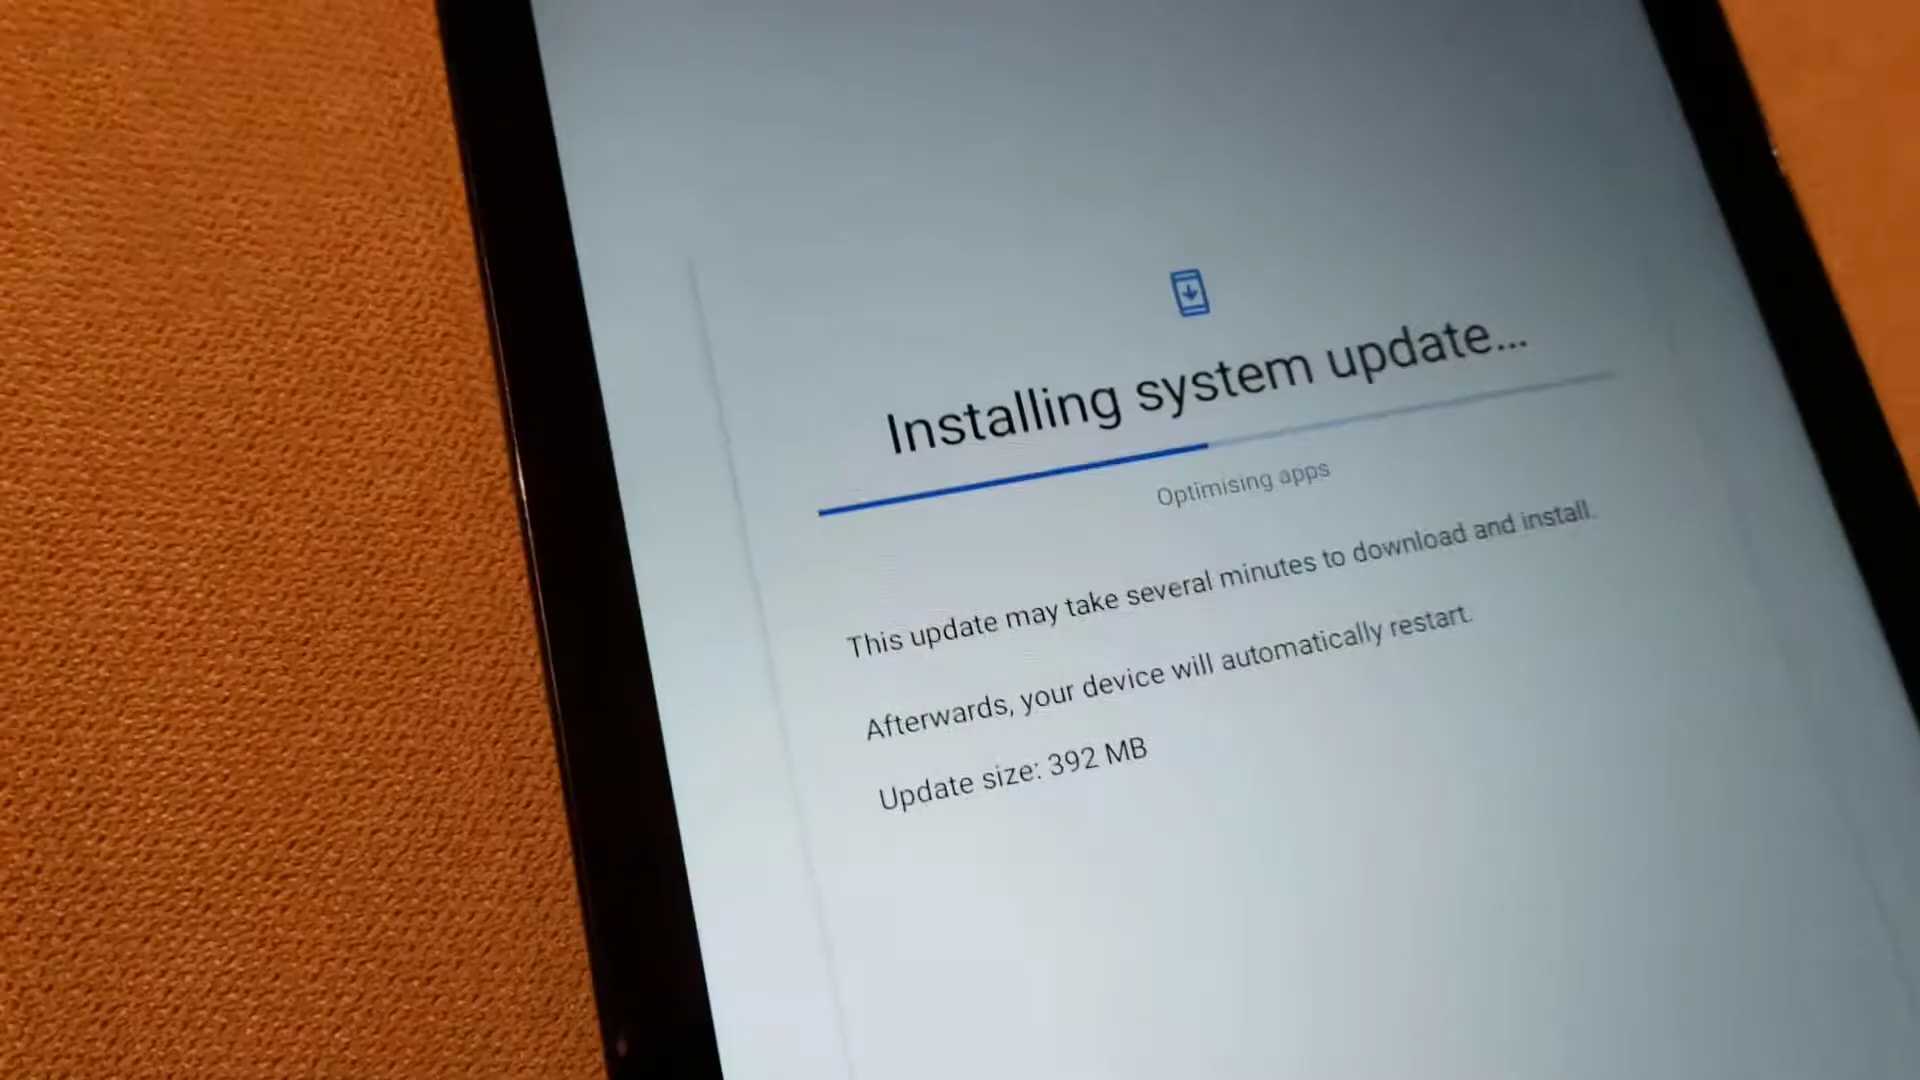 Installing system update...
Optimising apps
This update may take several minutes to download and install.
Afterwards, your device will automatically restart.
Update size: 392 MB